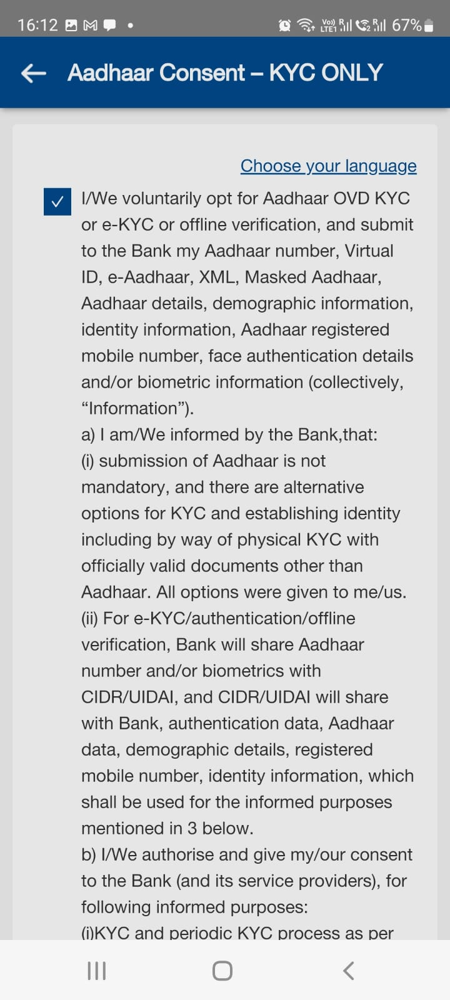 16:12 67%
Aadhaar Consent – KYC ONLY
Choose your language
I/We voluntarily opt for Aadhaar OVD KYC
or e-KYC or offline verification, and submit
to the Bank my Aadhaar number, Virtual
ID, e-Aadhaar, XML, Masked Aadhaar,
Aadhaar details, demographic information,
identity information, Aadhaar registered
mobile number, face authentication details
and/or biometric information (collectively,
“Information”).
a) I am/We informed by the Bank,that:
(i) submission of Aadhaar is not
mandatory, and there are alternative
options for KYC and establishing identity
including by way of physical KYC with
officially valid documents other than
Aadhaar. All options were given to me/us.
(ii) For e-KYC/authentication/offline
verification, Bank will share Aadhaar
number and/or biometrics with
CIDR/UIDAI, and CIDR/UIDAI will share
with Bank, authentication data, Aadhaar
data, demographic details, registered
mobile number, identity information, which
shall be used for the informed purposes
mentioned in 3 below.
b) I/We authorise and give my/our consent
to the Bank (and its service providers), for
following informed purposes:
(i)KYC and periodic KYC process as per